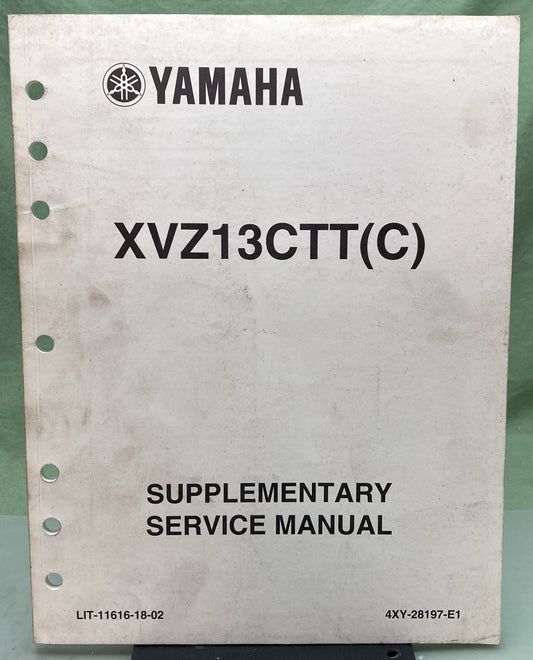 YAMAHA
XVZ13CTT(C)
SUPPLEMENTARY
SERVICE MANUAL
LIT-11616-18-02 4XY-28197-E1